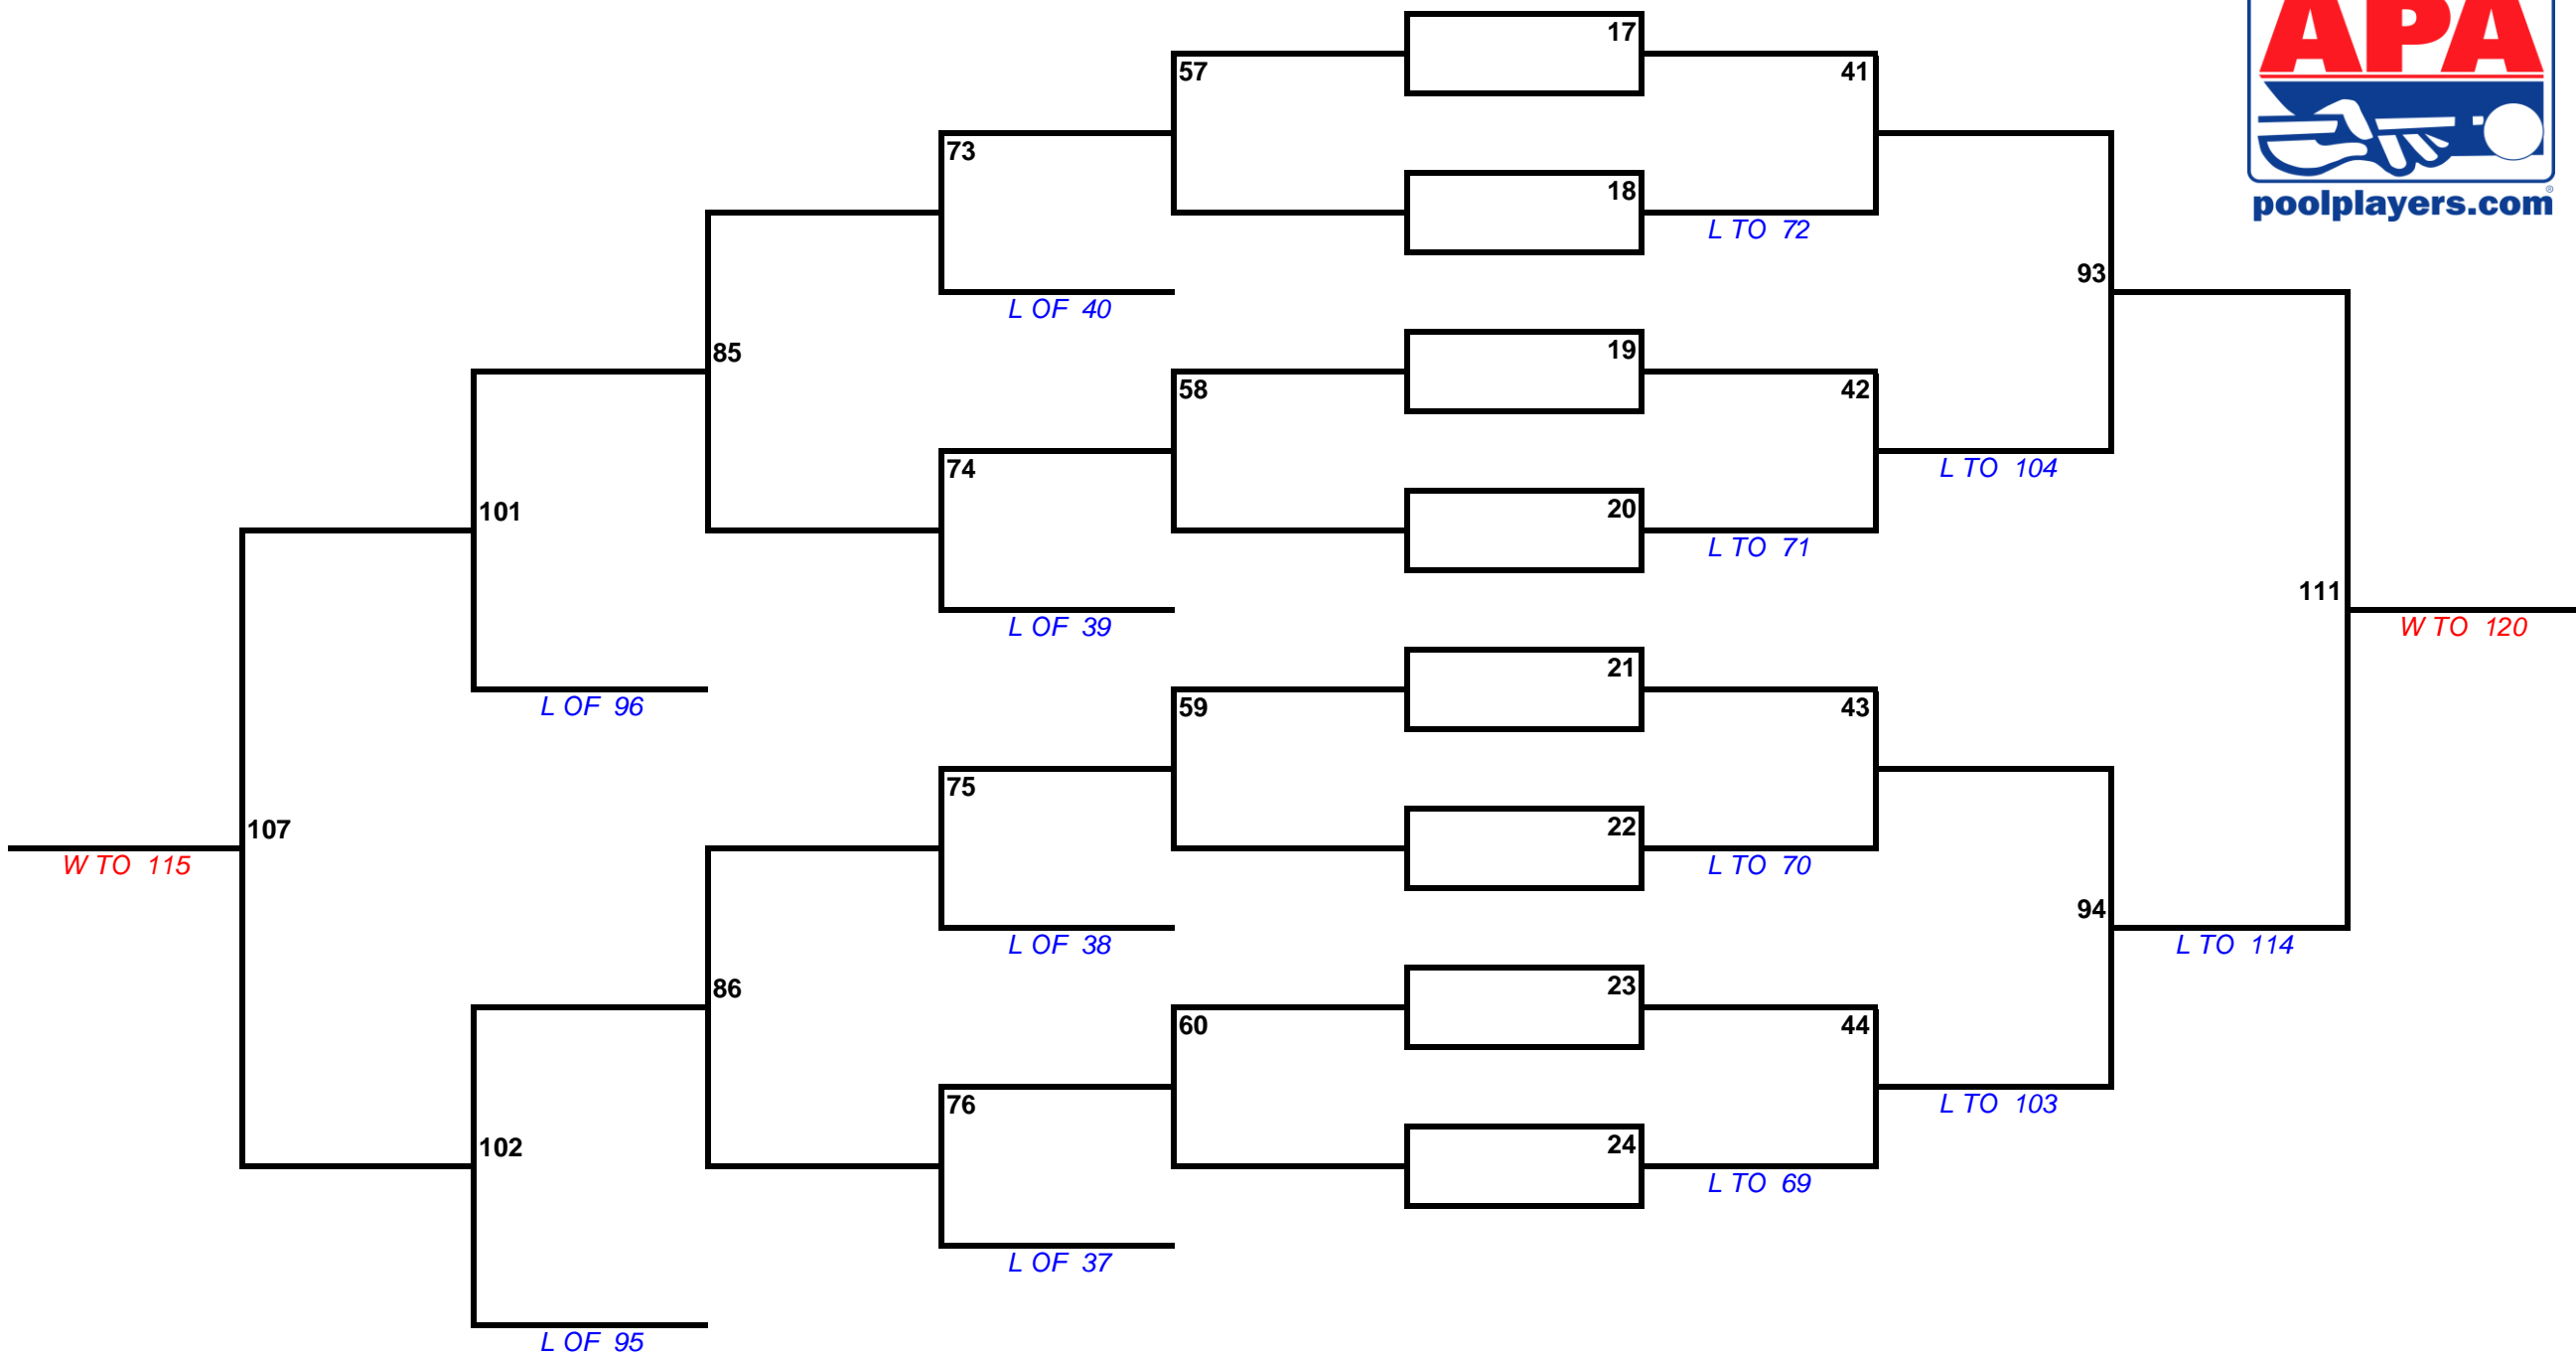 APA
poolplayers.com
®
17
57
41
73
18
L TO 72
93
L OF 40
19
85
58
42
74
L TO 104
101
20
L TO 71
111
L OF 39
W TO 120
21
L OF 96
59
43
75
107
22
W TO 115
L TO 70
94
L OF 38
L TO 114
86
23
60
44
76
L TO 103
102
24
L TO 69
L OF 37
L OF 95